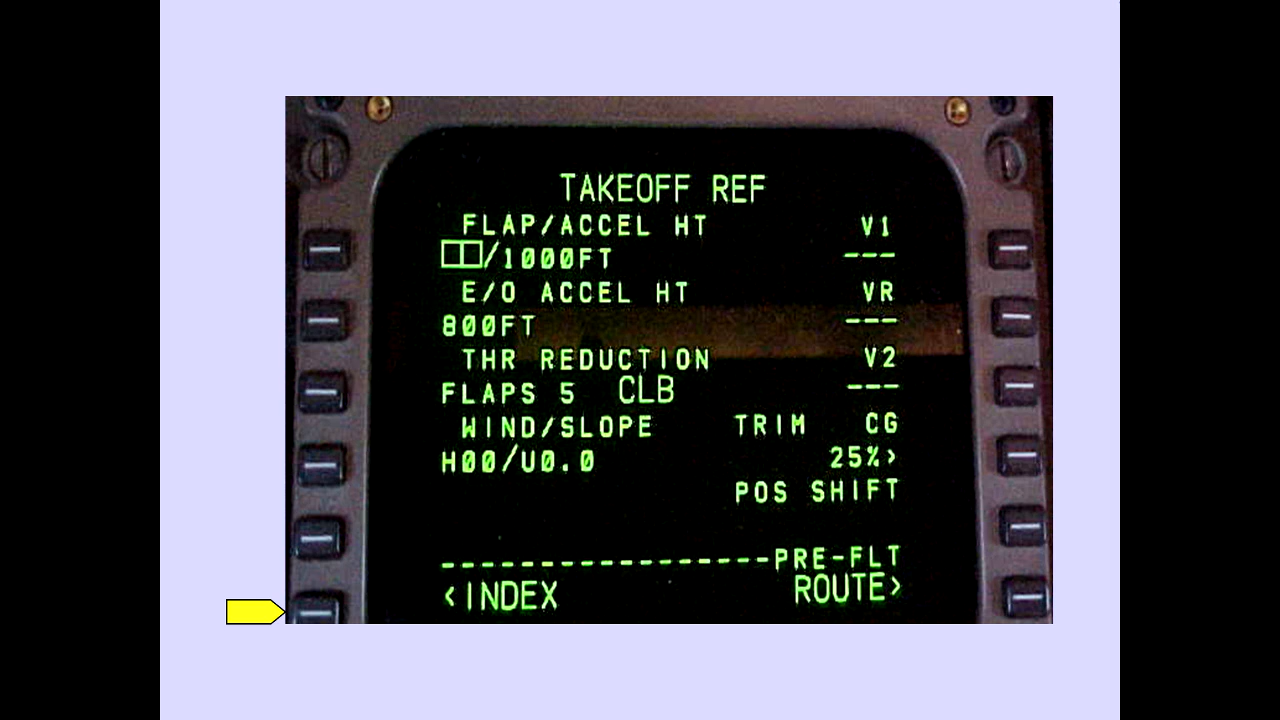 TAKEOFF REF
FLAP/ACCEL HT V1
□□/1000FT ---
E/O ACCEL HT VR
800FT ---
THR REDUCTION V2
FLAPS 5 CLB ---
WIND/SLOPE TRIM CG
H00/U0.0 25%>
POS SHIFT
-----------------PRE-FLT
<INDEX ROUTE>